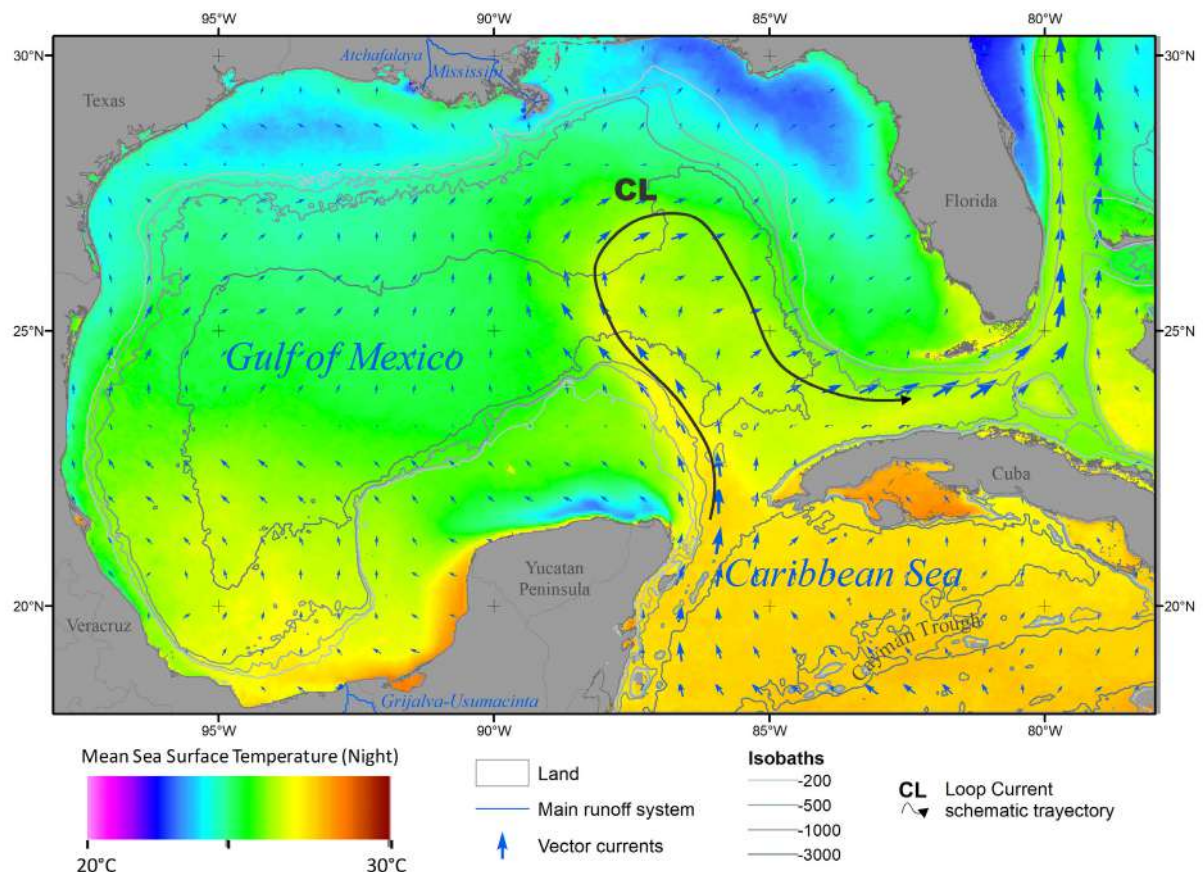 95°W 90°W 85°W 80°W
30°N 30°N
Atchafalaya
Mississipi
Texas
CL
Florida
25°N 25°N
Gulf of Mexico
Cuba
Yucatan
Peninsula
Caribbean Sea
20°N 20°N
Veracruz
Cayman Trough
Grijalva-Usumacinta
95°W 90°W 85°W 80°W
Mean Sea Surface Temperature (Night)
20°C 30°C
Land
Main runoff system
Vector currents
Isobaths
-200
-500
-1000
-3000
CL Loop Current
schematic trayectory